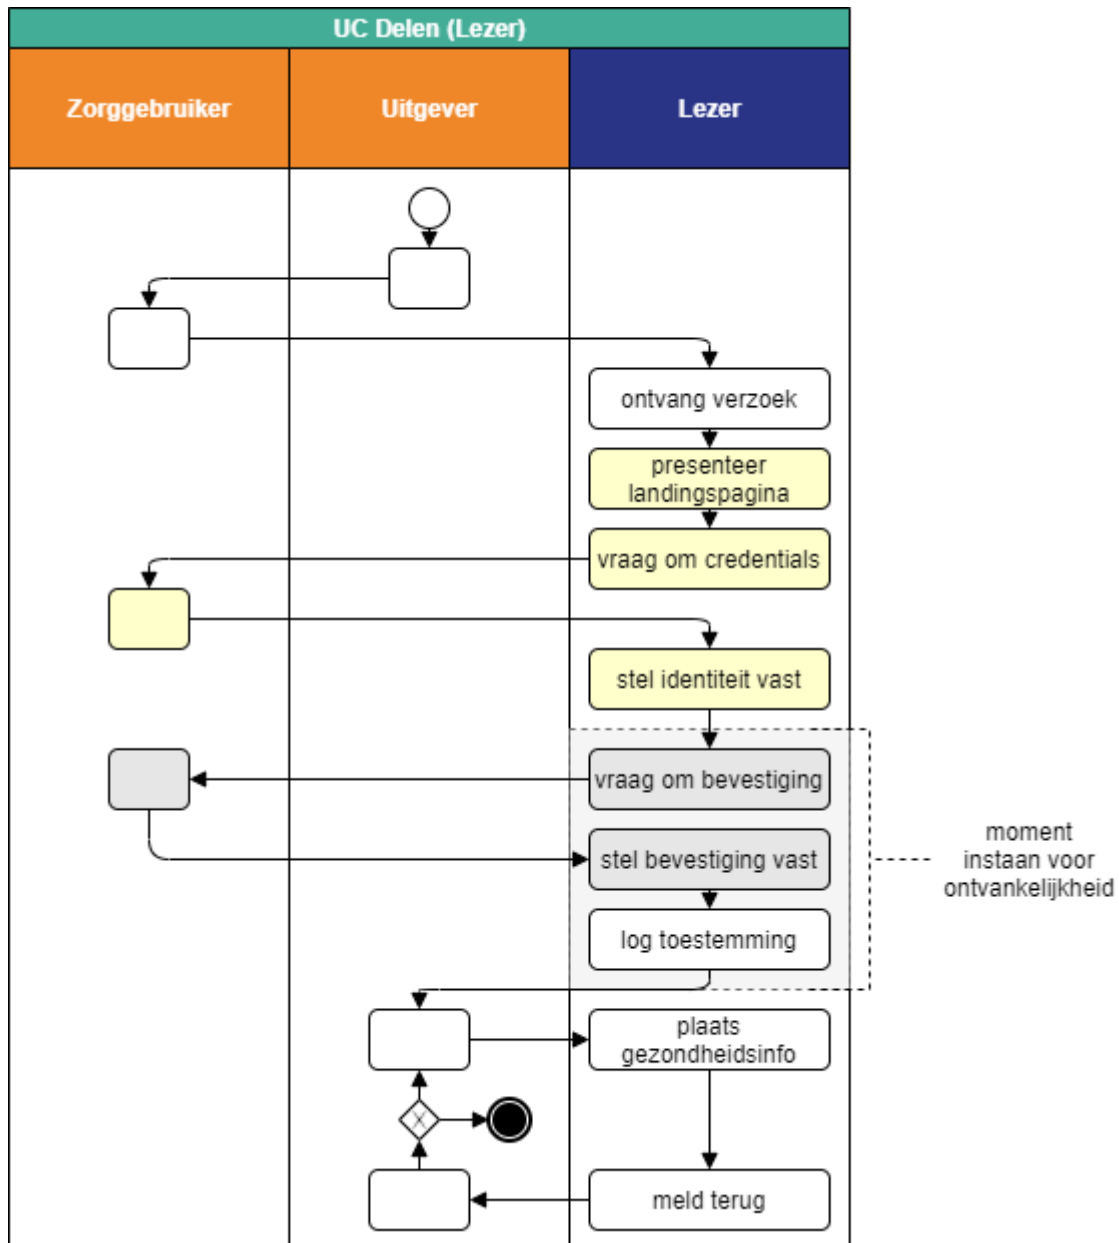 UC Delen (Lezer)
Zorggebruiker
Uitgever
Lezer
ontvang verzoek
presenteer
landingspagina
vraag om credentials
stel identiteit vast
vraag om bevestiging
stel bevestiging vast
moment
instaan voor
ontvankelijkheid
log toestemming
plaats
gezondheidsinfo
X
meld terug